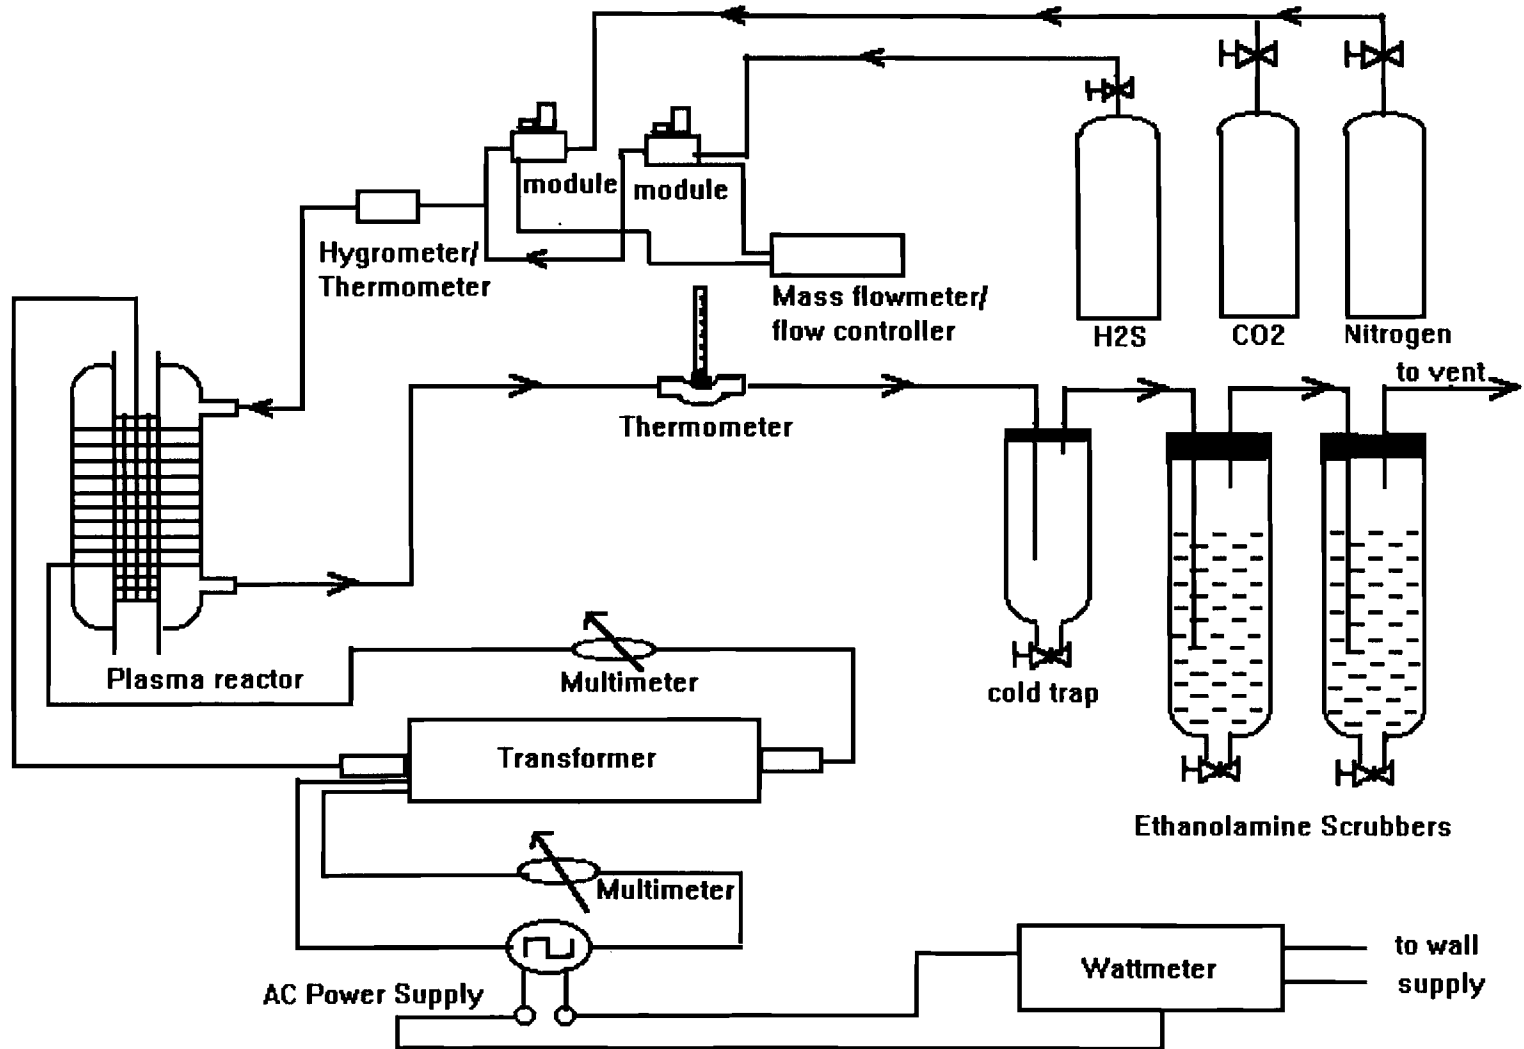 module
module
Hygrometer/
Thermometer
Mass flowmeter/
flow controller
H2S
CO2
Nitrogen
to vent
Thermometer
Plasma reactor
Multimeter
cold trap
Transformer
Ethanolamine Scrubbers
Multimeter
AC Power Supply
Wattmeter
to wall
supply